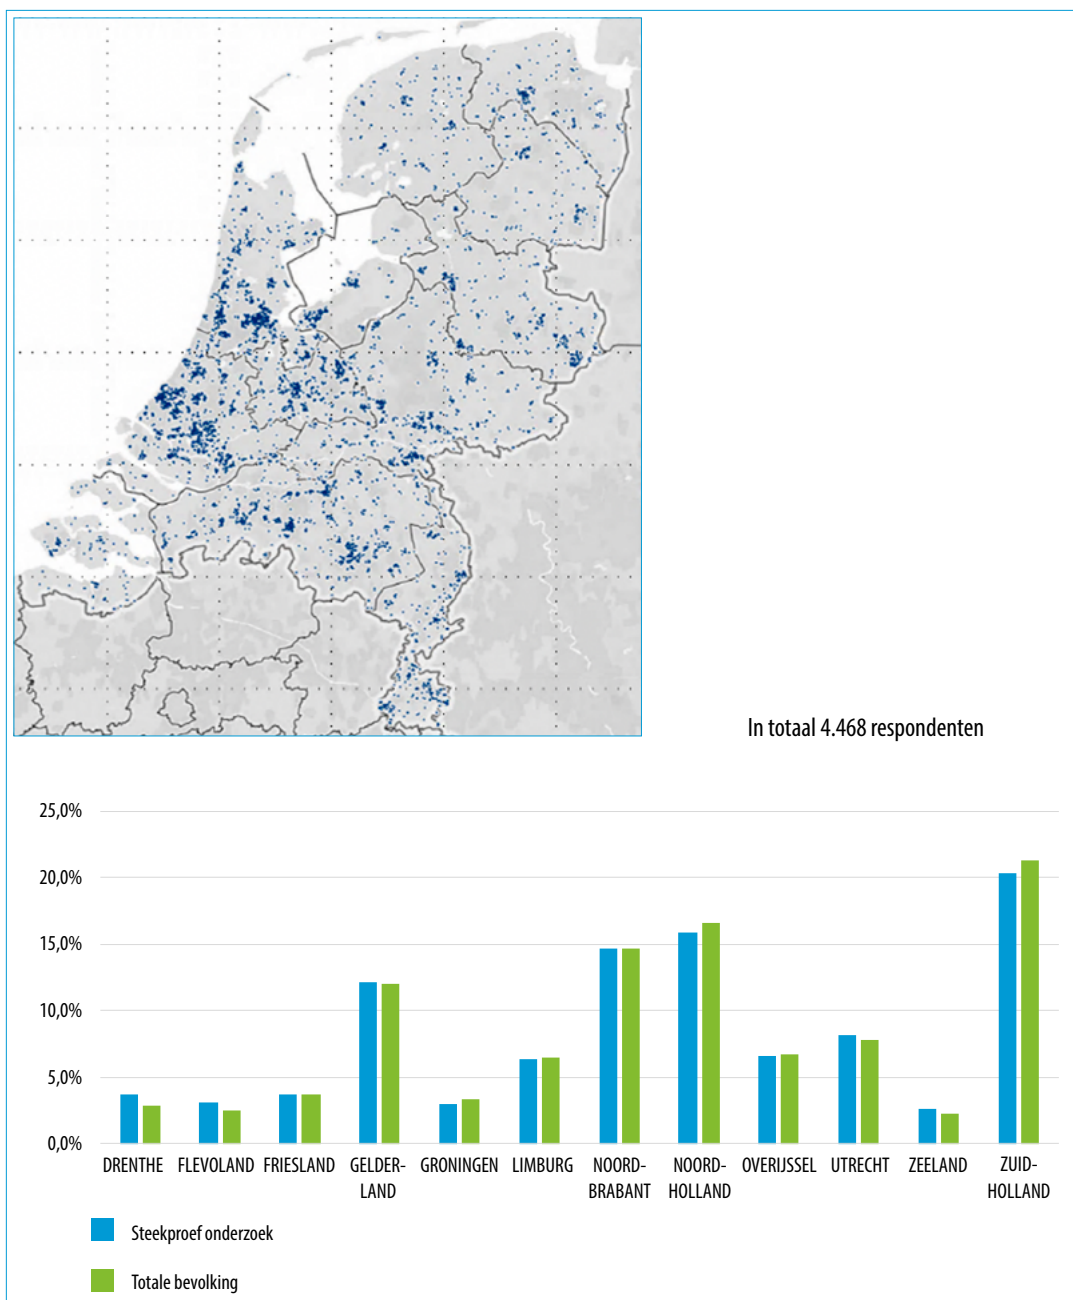 In totaal 4.468 respondenten
25,0%
20,0%
15,0%
10,0%
5,0%
0,0%
DRENTHE FLEVOLAND FRIESLAND GELDER- GRONINGEN LIMBURG NOORD- NOORD- OVERIJSSEL UTRECHT ZEELAND ZUID-
LAND BRABANT HOLLAND HOLLAND
Steekproef onderzoek
Totale bevolking